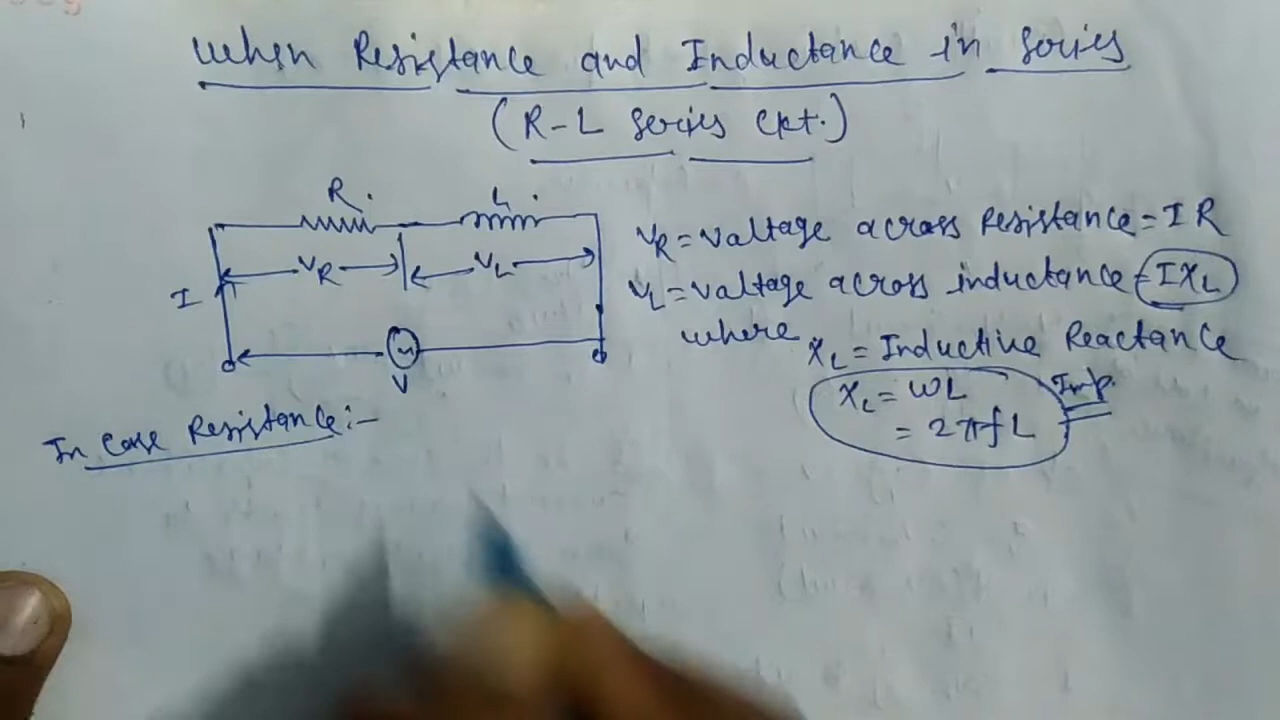 When Resistance and Inductance in series
(R-L series ckt.)
R. L.
VR VL
I
V
VR = valtage across Resistance = IR
VL = valtage across inductance = IXL
where XL = Inductive Reactance
XL = ωL Imp.
= 2πfL
In Case Resistance:-